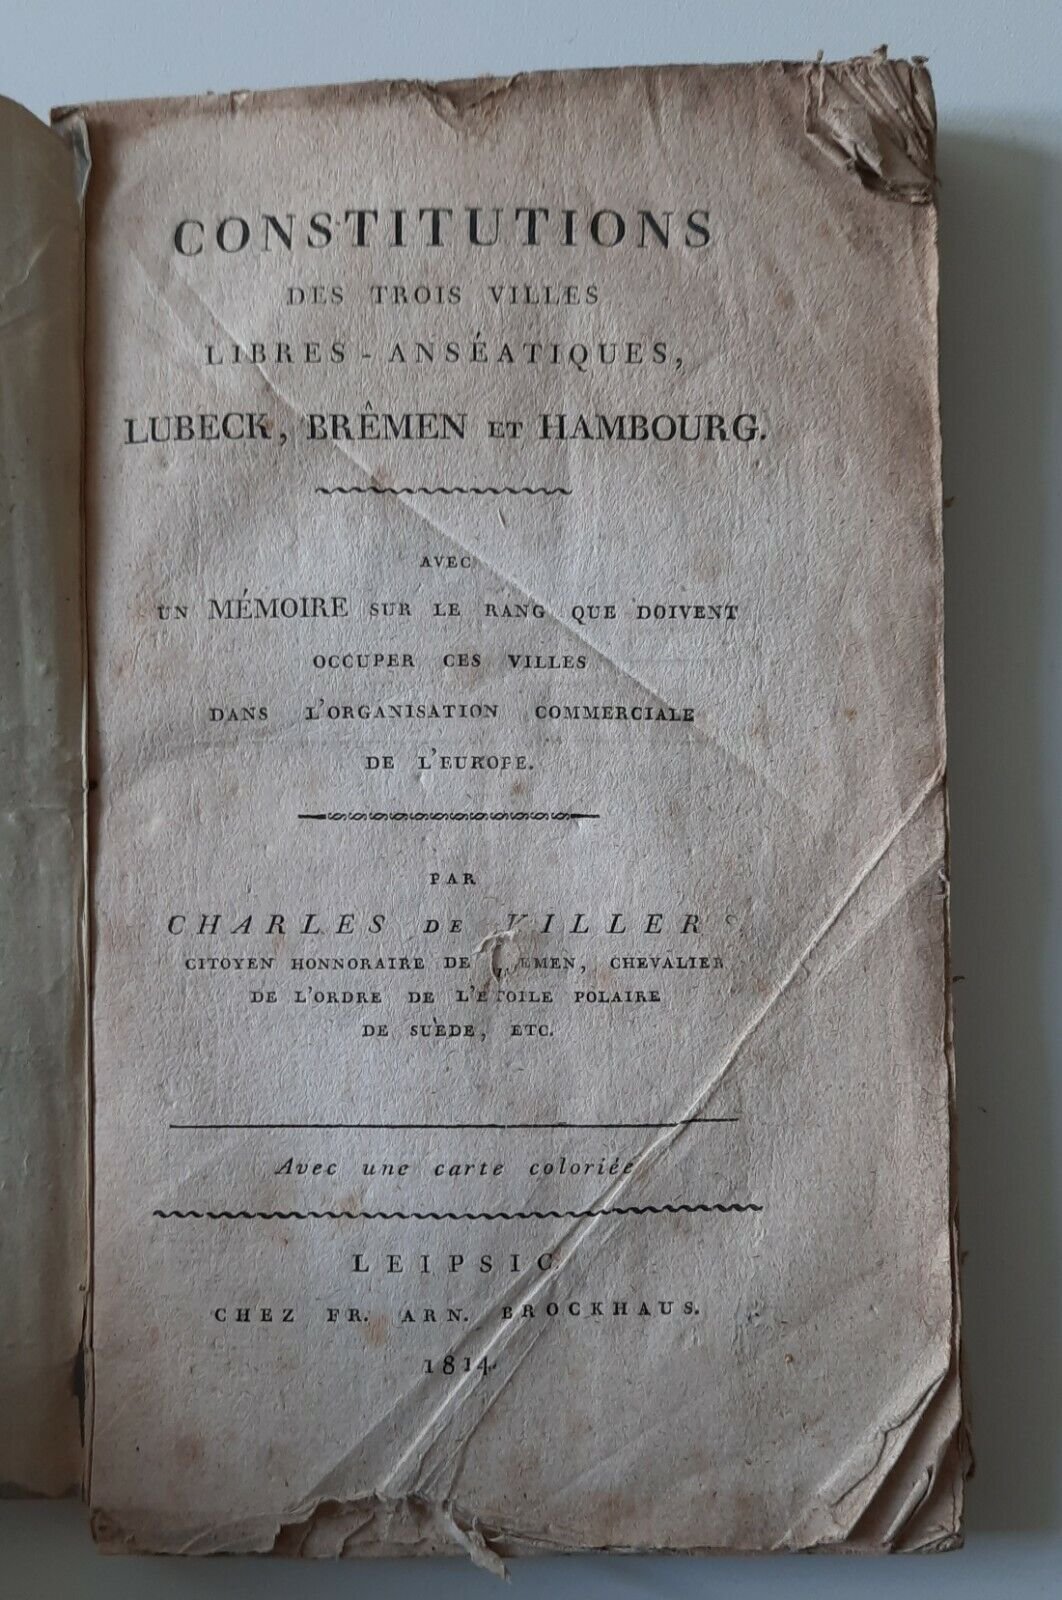 CONSTITUTIONS
DES TROIS VILLES
LIBRES-ANSÉATIQUES,
LUBECK, BRÊMEN ET HAMBOURG.
AVEC
UN MÉMOIRE SUR LE RANG QUE DOIVENT
OCCUPER CES VILLES
DANS L'ORGANISATION COMMERCIALE
DE L'EUROPE.
PAR
CHARLES DE VILLERS
CITOYEN HONNORAIRE DE BREMEN, CHEVALIER
DE L'ORDRE DE L'ETOILE POLAIRE
DE SUÈDE, ETC.
Avec une carte coloriée
LEIPSIC
CHEZ FR. ARN. BROCKHAUS.
1814